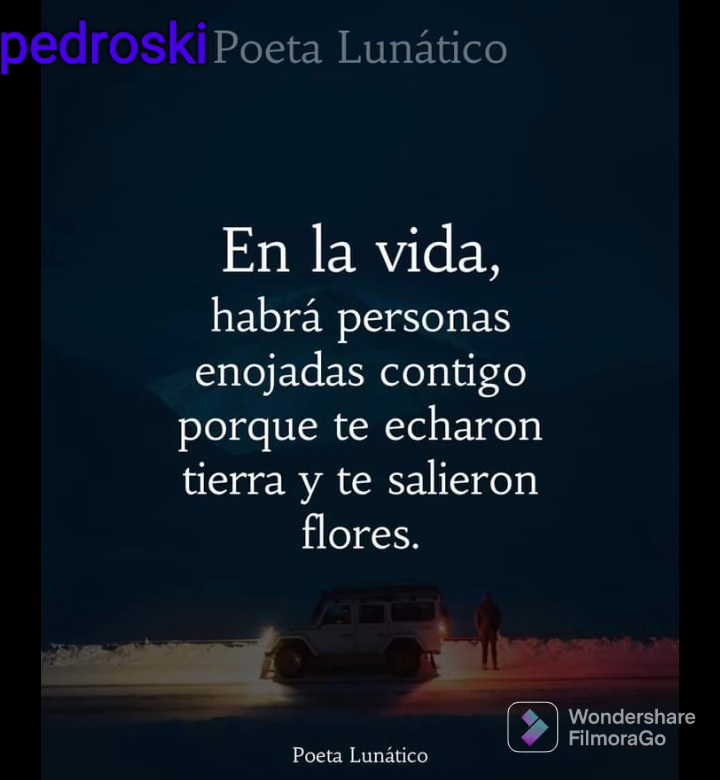 pedroski Poeta Lunático
En la vida,
habrá personas
enojadas contigo
porque te echaron
tierra y te salieron
flores.
Wondershare
FilmoraGo
Poeta Lunático